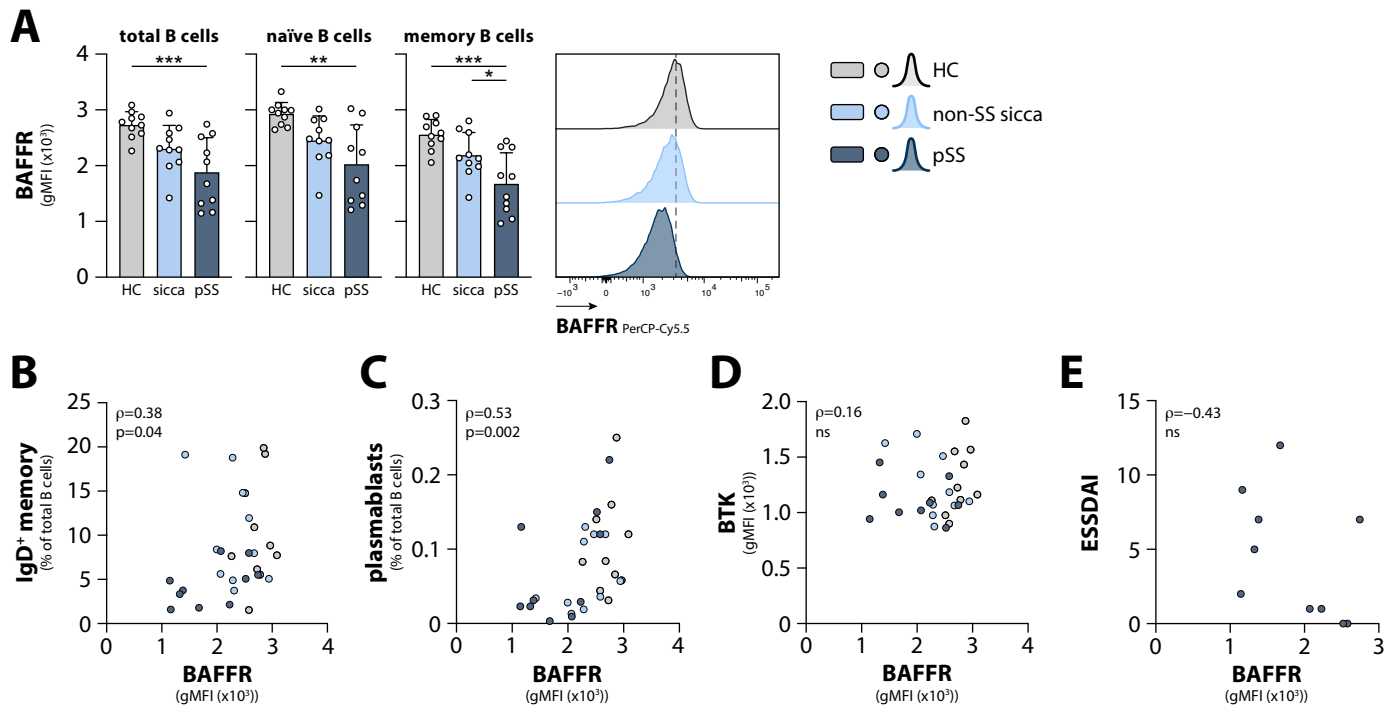 A
total B cells
naïve B cells
memory B cells
***
**
***
*
BAFFR
(gMFI (x10³))
4
3
2
1
0
HC sicca pSS
HC sicca pSS
HC sicca pSS
−10³ 0 10³ 10⁴ 10⁵
BAFFR PerCP-Cy5.5
HC
non-SS sicca
pSS
B
ρ=0.38
p=0.04
IgD⁺ memory
(% of total B cells)
25
20
15
10
5
0
0 1 2 3 4
BAFFR
(gMFI (x10³))
C
ρ=0.53
p=0.002
plasmablasts
(% of total B cells)
0.3
0.2
0.1
0
0 1 2 3 4
BAFFR
(gMFI (x10³))
D
ρ=0.16
ns
BTK
(gMFI (x10³))
2.0
1.5
1.0
0.5
0
0 1 2 3 4
BAFFR
(gMFI (x10³))
E
ρ=−0.43
ns
ESSDAI
15
10
5
0
0 1 2 3
BAFFR
(gMFI (x10³))